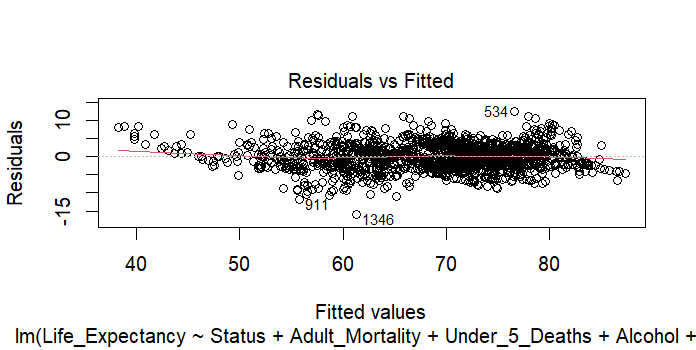 Residuals vs Fitted
Residuals
10
0
-15
534
911
1346
40 50 60 70 80
Fitted values
lm(Life_Expectancy ~ Status + Adult_Mortality + Under_5_Deaths + Alcohol +